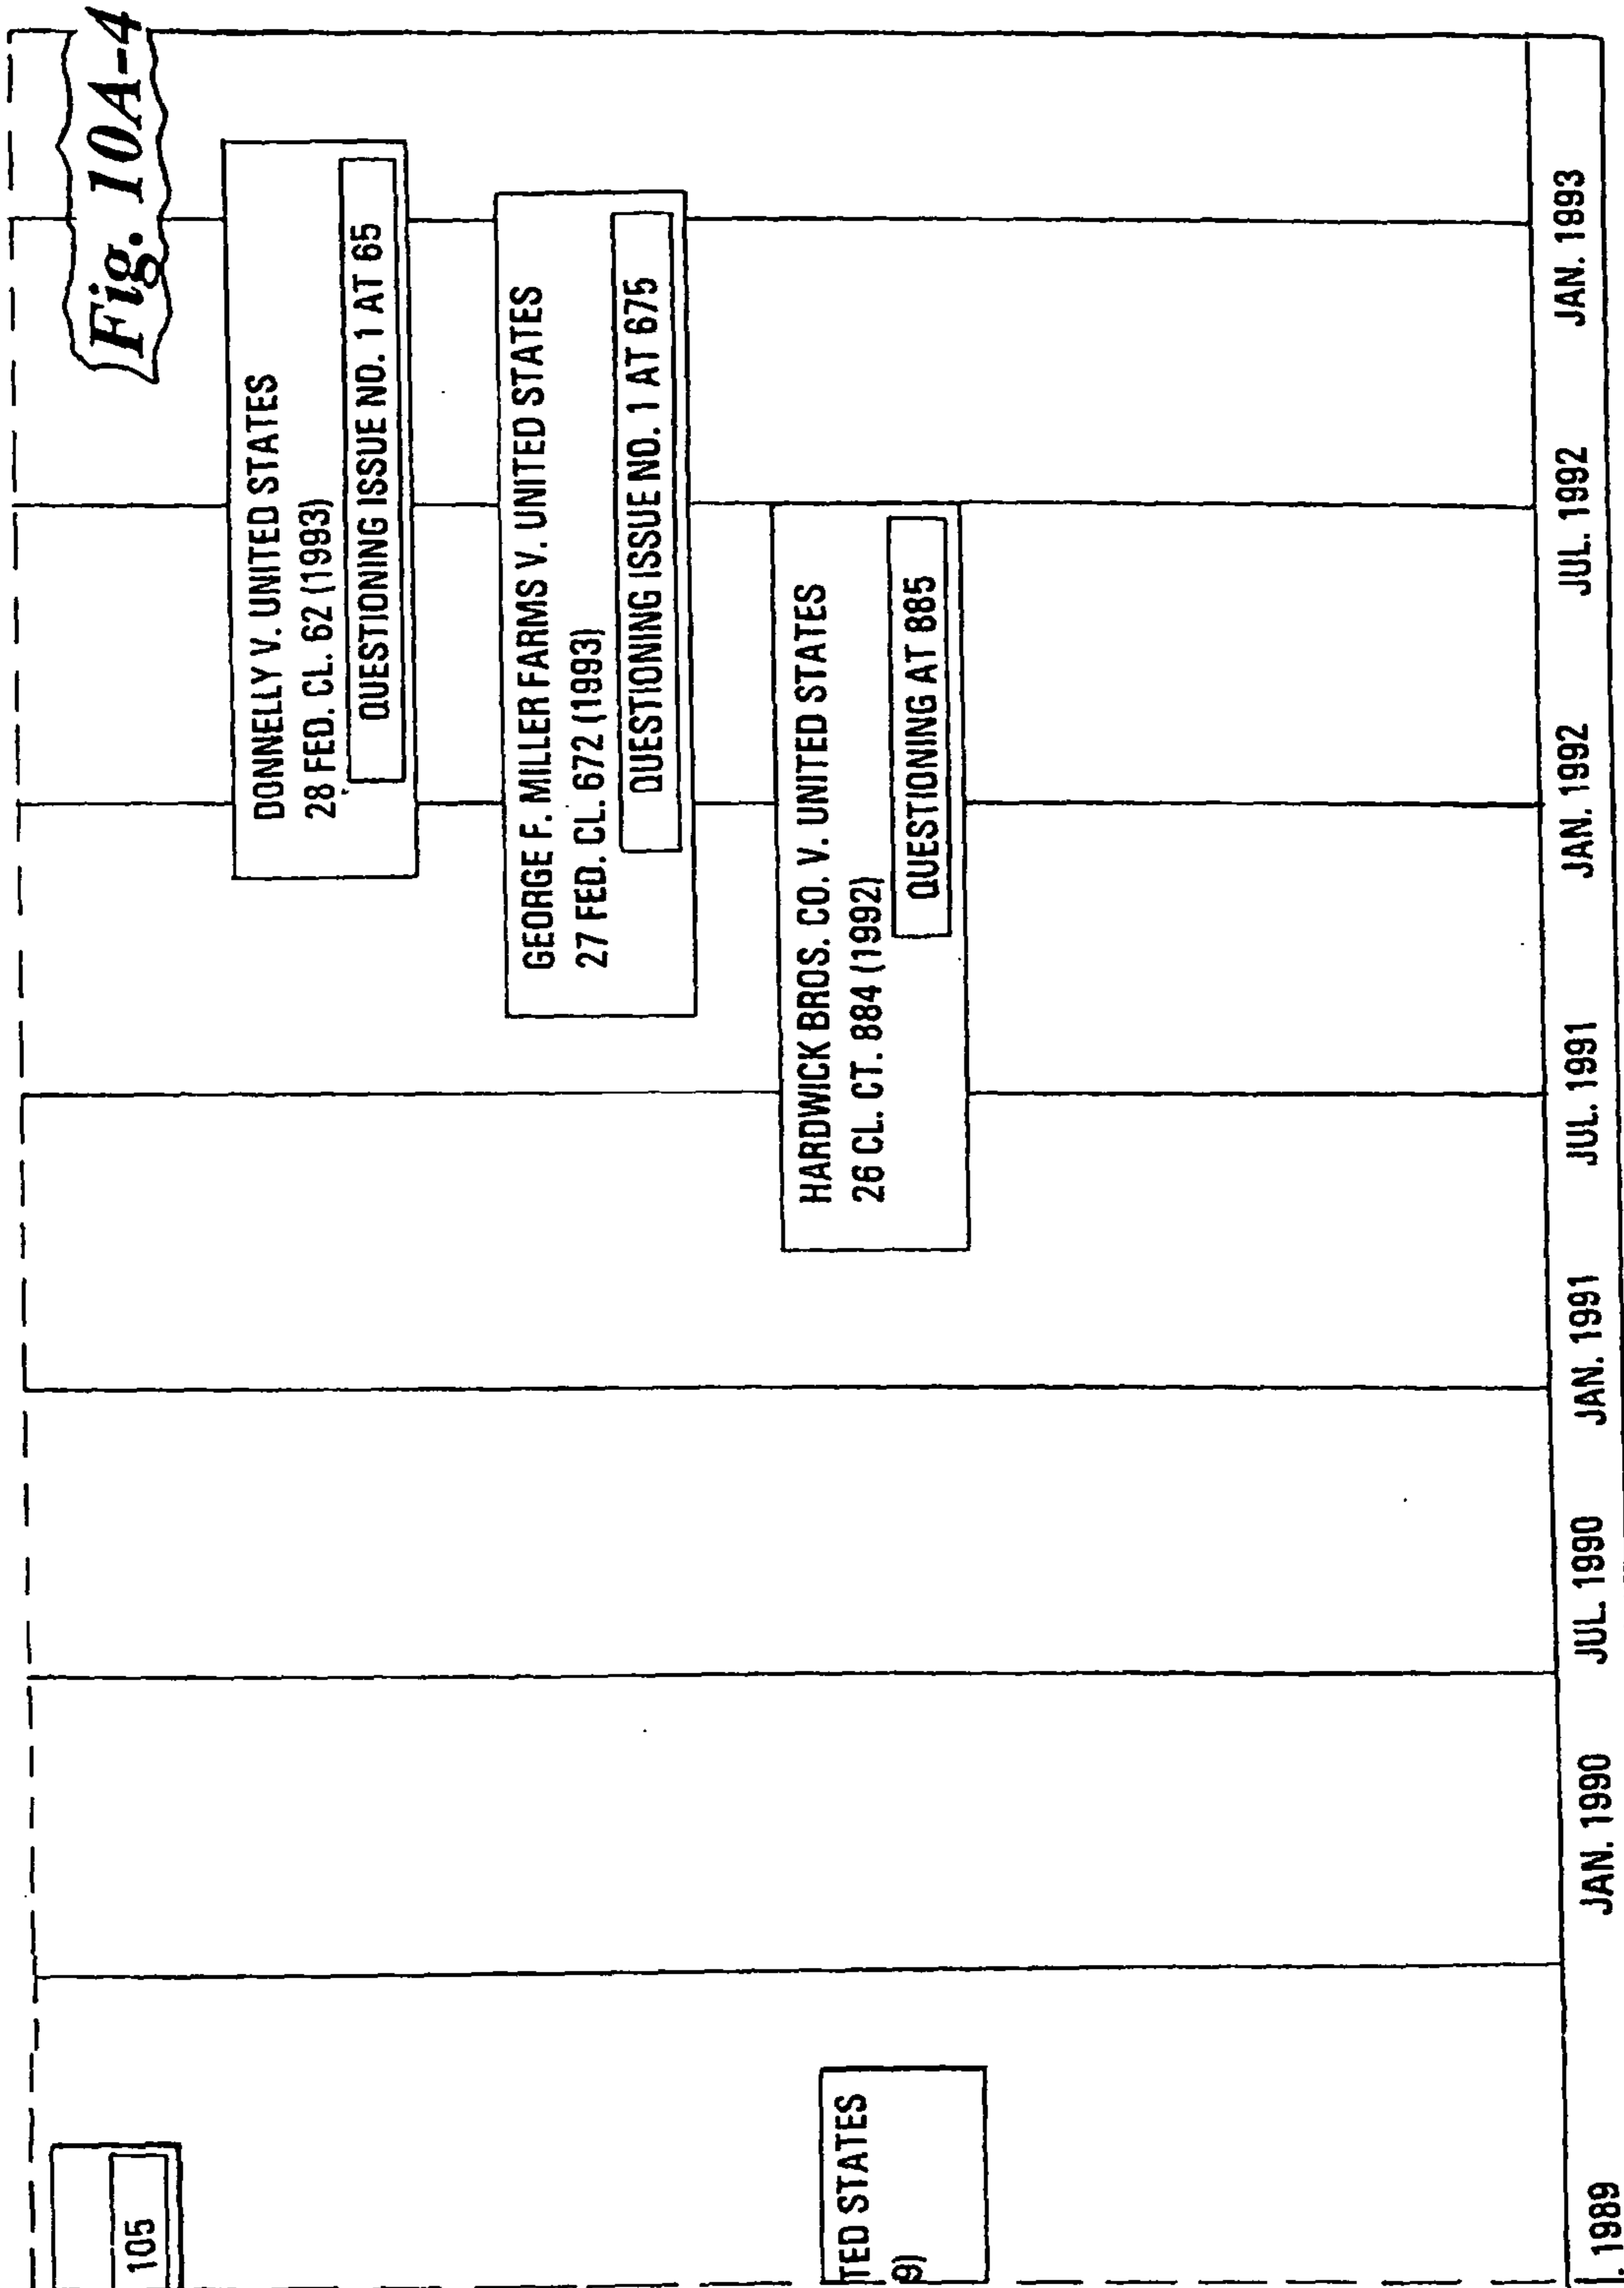 Fig. 10A-4
105
DONNELLY V. UNITED STATES
28 FED. CL. 62 (1993)
QUESTIONING ISSUE NO. 1 AT 65
GEORGE F. MILLER FARMS V. UNITED STATES
27 FED. CL. 672 (1993)
QUESTIONING ISSUE NO. 1 AT 675
TED STATES
9)
HARDWICK BROS. CO. V. UNITED STATES
26 CL. CT. 884 (1992)
QUESTIONING AT 885
. 1989 JAN. 1990 JUL. 1990 JAN. 1991 JUL. 1991 JAN. 1992 JUL. 1992 JAN. 1993